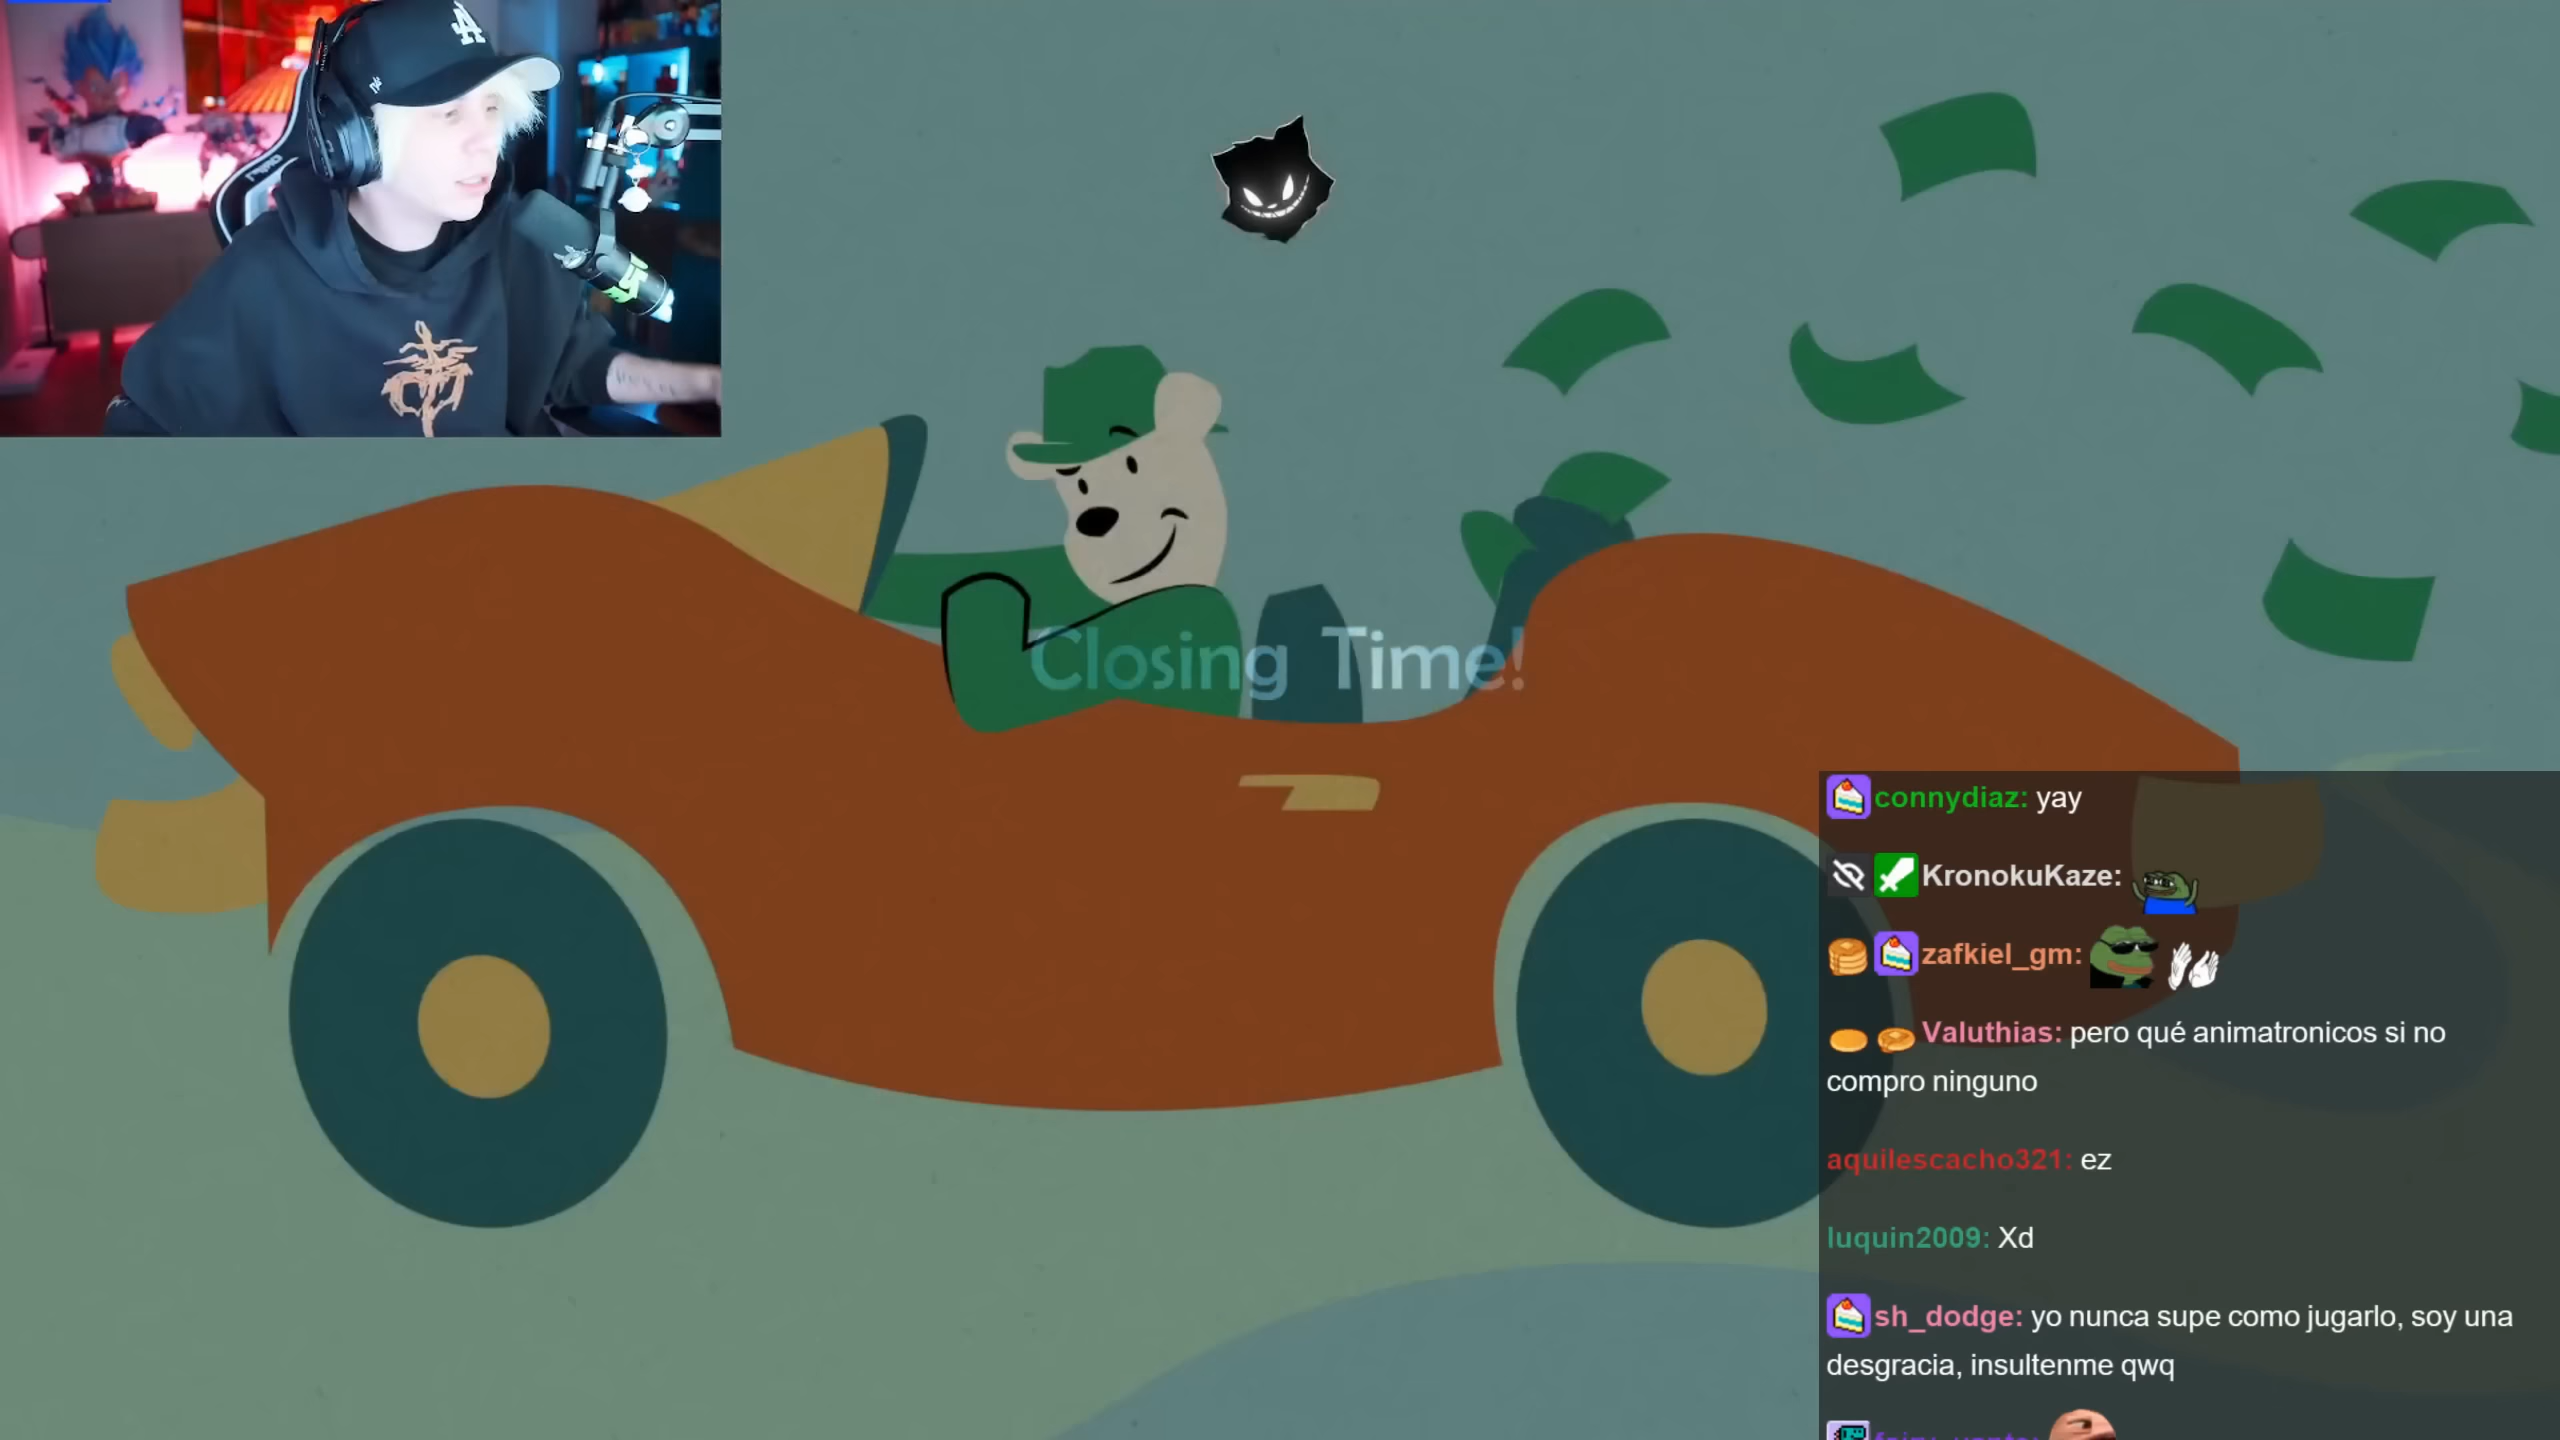 Closing Time!
connydiaz: yay
KronokuKaze:
zafkiel_gm:
Valuthias: pero qué animatronicos si no
compro ninguno
aquilescacho321: ez
luquin2009: Xd
sh_dodge: yo nunca supe como jugarlo, soy una
desgracia, insultenme qwq